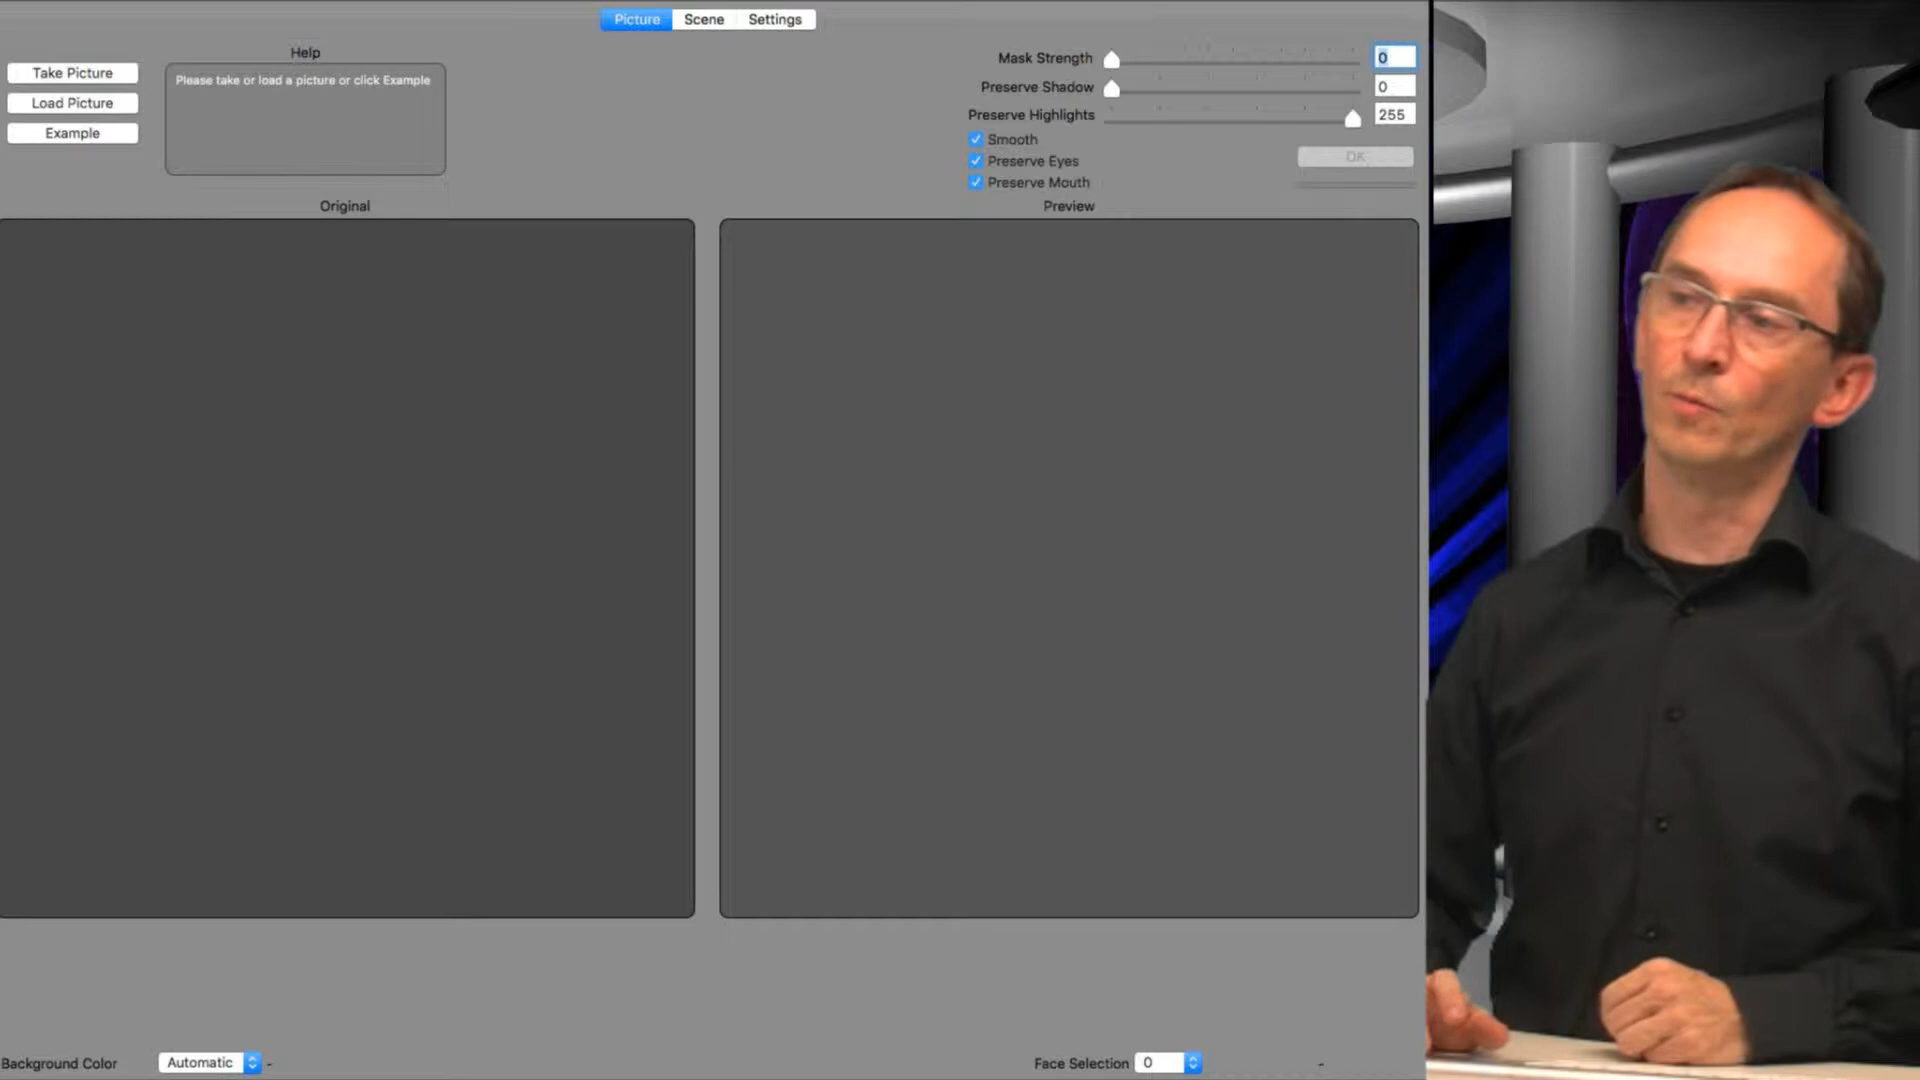 Picture Scene Settings
Help
Take Picture
Load Picture
Example
Please take or load a picture or click Example
Mask Strength 0
Preserve Shadow 0
Preserve Highlights 255
Smooth
Preserve Eyes
Preserve Mouth
OK
Original
Preview
Background Color Automatic -
Face Selection 0 -